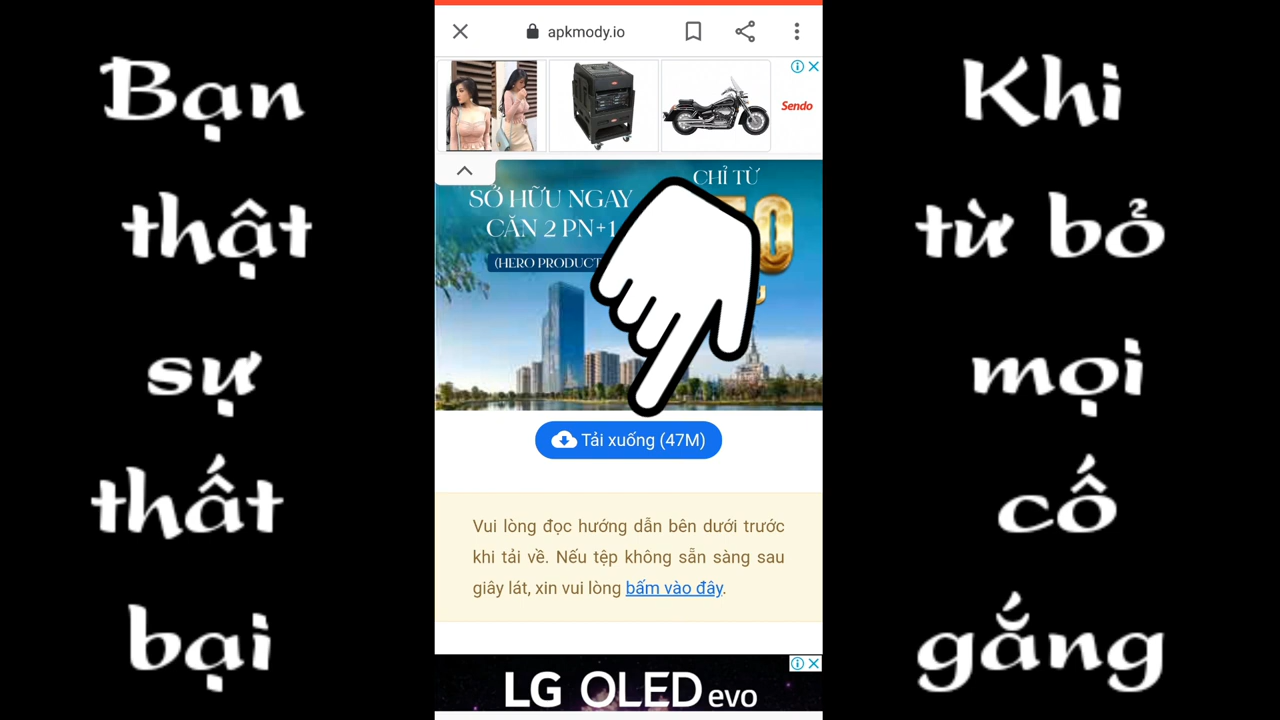 Bạn
thật
sự
thất
bại
apkmody.io
Sendo
SỞ HỮU NGAY
CĂN 2 PN+1
(HERO PRODUCT
CHỈ TỪ
Tải xuống (47M)
Vui lòng đọc hướng dẫn bên dưới trước
khi tải về. Nếu tệp không sẵn sàng sau
giây lát, xin vui lòng bấm vào đây.
LG OLED evo
Khi
từ bỏ
mọi
cố
gắng